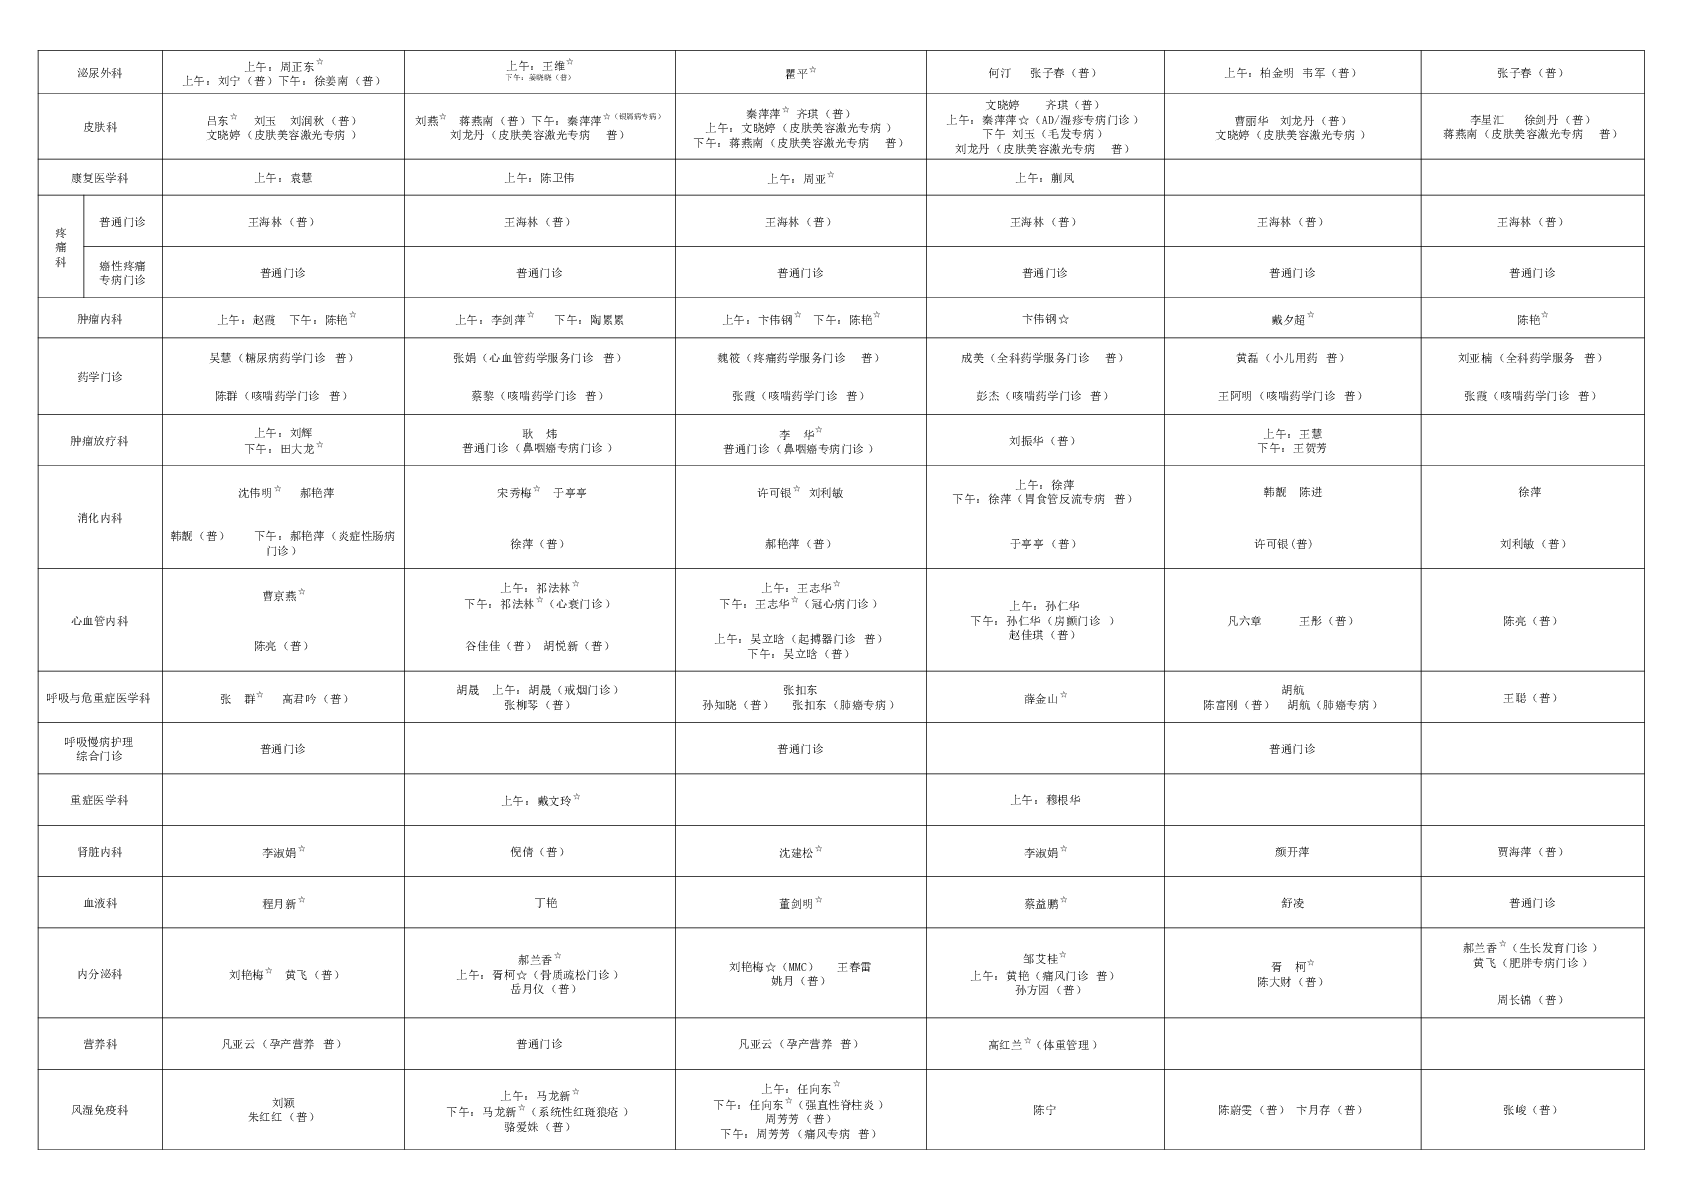 泌尿外科
上午：周正东☆
上午：刘宁（普）下午：徐姜南（普）
上午：王维☆
下午：姜晓晓（普）
瞿平☆
何汀 张子春（普）
上午：柏金明 韦军（普）
张子春（普）
皮肤科
吕东☆ 刘玉 刘润秋（普）
文晓婷（皮肤美容激光专病 ）
刘燕☆ 蒋燕南（普）下午：秦萍萍☆（银屑病专病）
刘龙丹（皮肤美容激光专病 普）
秦萍萍☆ 齐琪（普）
上午：文晓婷（皮肤美容激光专病 ）
下午：蒋燕南（皮肤美容激光专病 普）
文晓婷 齐琪（普）
上午：秦萍萍☆（AD/湿疹专病门诊）
下午 刘玉（毛发专病）
刘龙丹（皮肤美容激光专病 普）
曹丽华 刘龙丹（普）
文晓婷（皮肤美容激光专病 ）
李星汇 徐剑丹（普）
蒋燕南（皮肤美容激光专病 普）
康复医学科
上午：袁慧
上午：陈卫伟
上午：周亚☆
上午：蒯凤
疼痛科
普通门诊
王海林（普）
王海林（普）
王海林（普）
王海林（普）
王海林（普）
王海林（普）
癌性疼痛
专病门诊
普通门诊
普通门诊
普通门诊
普通门诊
普通门诊
普通门诊
肿瘤内科
上午：赵霞 下午：陈艳☆
上午：李剑萍☆ 下午：陶累累
上午：卞伟钢☆ 下午：陈艳☆
卞伟钢☆
戴夕超☆
陈艳☆
药学门诊
吴慧（糖尿病药学门诊 普）
陈群（咳喘药学门诊 普）
张娟（心血管药学服务门诊 普）
蔡黎（咳喘药学门诊 普）
魏筱（疼痛药学服务门诊 普）
张霞（咳喘药学门诊 普）
成美（全科药学服务门诊 普）
彭杰（咳喘药学门诊 普）
黄磊（小儿用药 普）
王阿明（咳喘药学门诊 普）
刘亚楠（全科药学服务 普）
张霞（咳喘药学门诊 普）
肿瘤放疗科
上午：刘辉
下午：田大龙☆
耿 炜
普通门诊（鼻咽癌专病门诊）
李 华☆
普通门诊（鼻咽癌专病门诊）
刘振华（普）
上午：王慧
下午：王贺芳
消化内科
沈伟明☆ 郝艳萍
韩靓（普） 下午：郝艳萍（炎症性肠病
门诊）
宋秀梅☆ 于亭亭
徐萍（普）
许可银☆ 刘利敏
郝艳萍（普）
上午：徐萍
下午：徐萍（胃食管反流专病 普）
于亭亭（普）
韩靓 陈进
许可银(普)
徐萍
刘利敏（普）
心血管内科
曹京燕☆
陈亮（普）
上午：祁法林☆
下午：祁法林☆（心衰门诊）
谷佳佳（普） 胡悦新（普）
上午：王志华☆
下午：王志华☆（冠心病门诊）
上午：吴立晗（起搏器门诊 普）
下午：吴立晗（普）
上午：孙仁华
下午：孙仁华（房颤门诊 ）
赵佳琪（普）
凡六章 王彤（普）
陈亮（普）
呼吸与危重症医学科
张 群☆ 高君吟（普）
胡晟 上午：胡晟（戒烟门诊）
张柳琴（普）
张扣东
孙知晓（普） 张扣东（肺癌专病）
薛金山☆
胡航
陈富刚（普） 胡航（肺癌专病）
王聪（普）
呼吸慢病护理
综合门诊
普通门诊
普通门诊
普通门诊
重症医学科
上午：戴文玲☆
上午：穆根华
肾脏内科
李淑娟☆
倪倩（普）
沈建松☆
李淑娟☆
颜开萍
贾海萍（普）
血液科
程月新☆
丁艳
董剑明☆
蔡益鹏☆
舒凌
普通门诊
内分泌科
刘艳梅☆ 黄飞（普）
郝兰香☆
上午：胥柯☆（骨质疏松门诊）
岳月仪（普）
刘艳梅☆（MMC） 王春雷
姚月（普）
邹艾桂☆
上午：黄艳（痛风门诊 普）
孙方园（普）
胥 柯☆
陈大财（普）
郝兰香☆（生长发育门诊）
黄飞（肥胖专病门诊）
周长锦（普）
营养科
凡亚云（孕产营养 普）
普通门诊
凡亚云（孕产营养 普）
高红兰☆（体重管理）
风湿免疫科
刘颖
朱红红（普）
上午：马龙新☆
下午：马龙新☆（系统性红斑狼疮）
骆爱姝（普）
上午：任向东☆
下午：任向东☆（强直性脊柱炎）
周芳芳（普）
下午：周芳芳（痛风专病 普）
陈宁
陈蔚雯（普） 卞月存（普）
张峻（普）